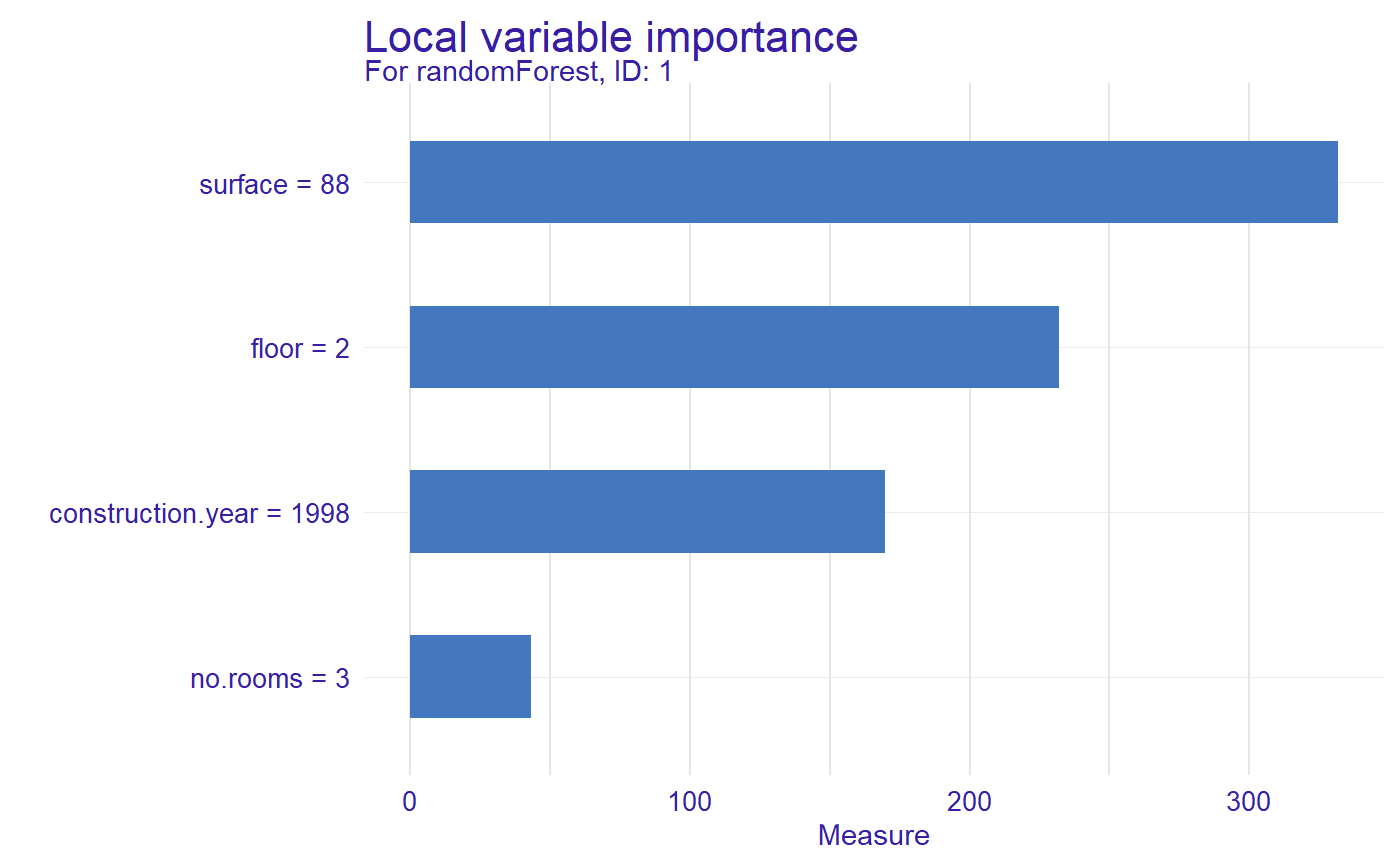 Local variable importance
For randomForest, ID: 1
surface = 88
floor = 2
construction.year = 1998
no.rooms = 3
0 100 200 300
Measure